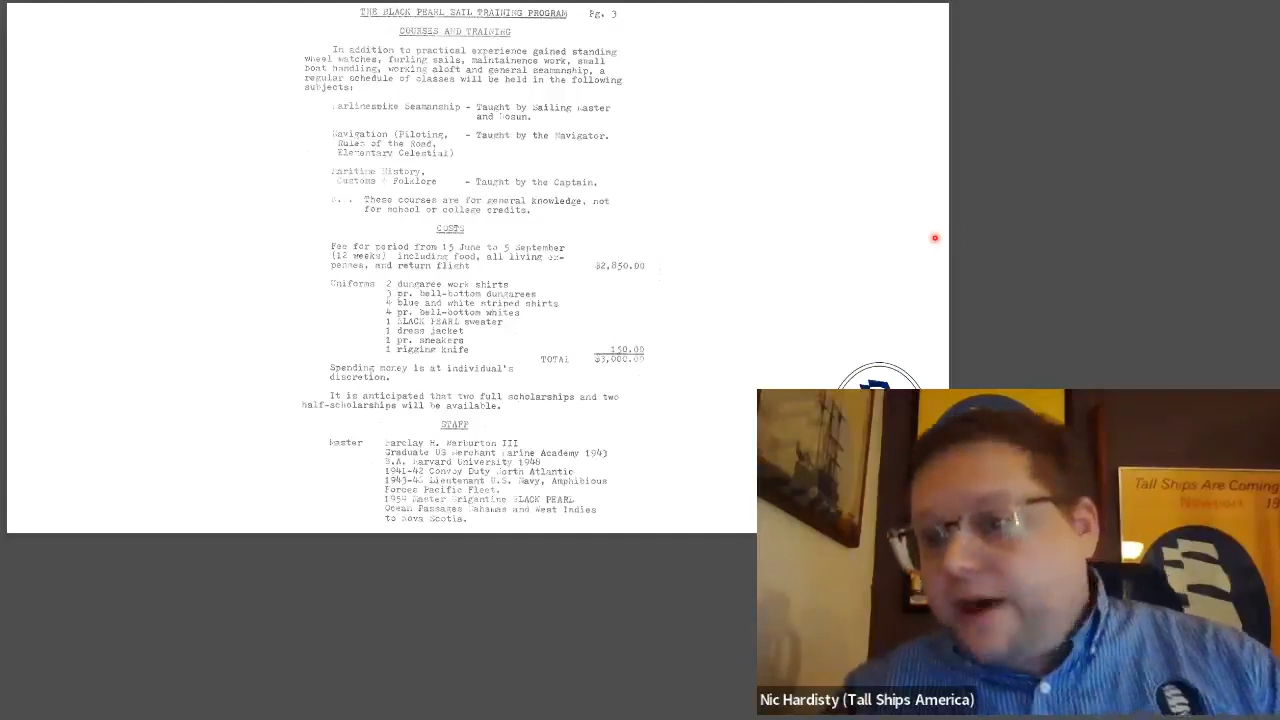 THE BLACK PEARL SAIL TRAINING PROGRAM Pg. 3
COURSES AND TRAINING
In addition to practical experience gained standing
wheel watches, furling sails, maintainence work, small
boat handling, working aloft and general seamanship, a
regular schedule of classes will be held in the following
subjects:
Marlinespike Seamanship - Taught by Sailing Master
and Bosun.
Navigation (Piloting, - Taught by the Navigator.
Rules of the Road,
Elementary Celestial)
Maritime History,
Customs & Folklore - Taught by the Captain.
These courses are for general knowledge, not
for school or college credits.
COSTS
Fee for period from 15 June to 5 September
(12 weeks) including food, all living ex-
penses, and return flight $2,850.00
Uniforms 2 dungaree work shirts
3 pr. bell-bottom dungarees
4 blue and white striped shirts
4 pr. bell-bottom whites
1 BLACK PEARL sweater
1 dress jacket
1 pr. sneakers
1 rigging knife 150.00
TOTAL $3,000.00
Spending money is at individual's
discretion.
It is anticipated that two full scholarships and two
half-scholarships will be available.
STAFF
Master Barclay H. Warburton III
Graduate US Merchant Marine Academy 1943
B.A. Harvard University 1948
1941-42 Convoy Duty North Atlantic
Lieutenant U.S. Navy, Amphibious
Forces Pacific Fleet.
1959 Master Brigantine BLACK PEARL
Ocean Passages Bahamas and West Indies
to Nova Scotia.
Tall Ships Are Coming
Newport
Nic Hardisty (Tall Ships America)